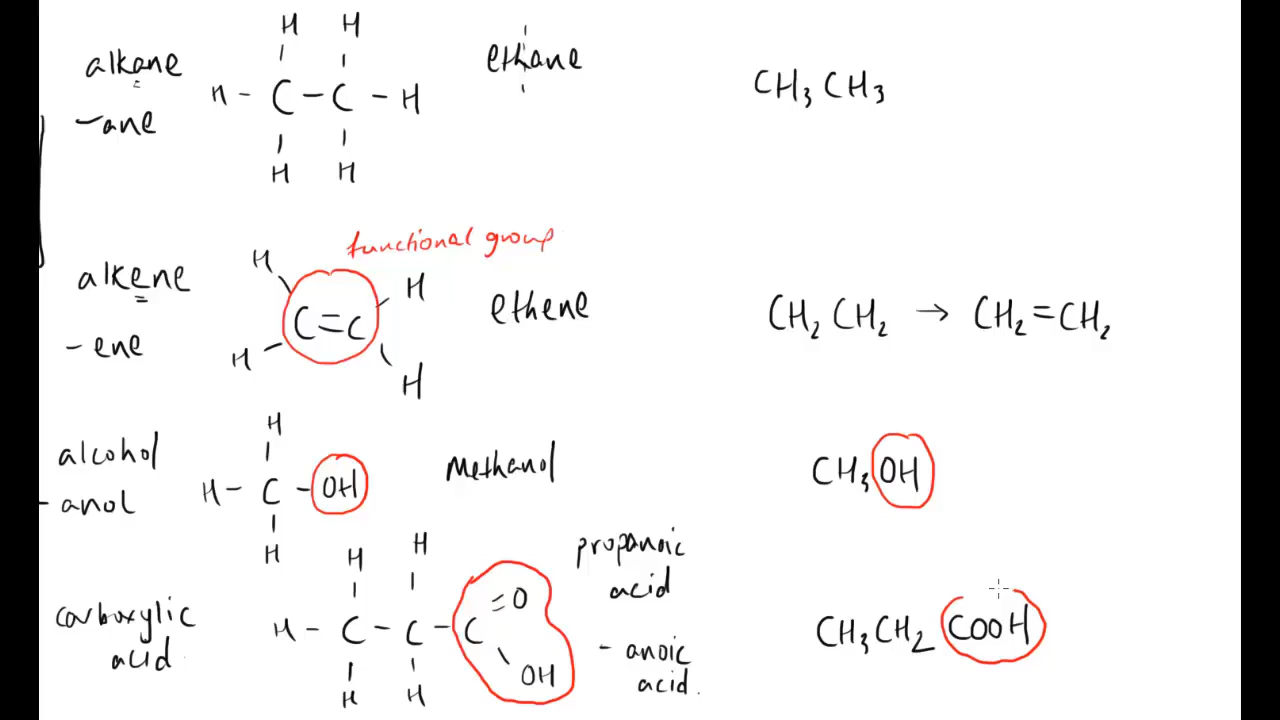 H H
alkane H - C - C - H ethane CH₃CH₃
-ane
H H
functional group
H H
alkene C=C ethene CH₂CH₂ → CH₂=CH₂
-ene H H
H
alcohol H - C - OH methanol CH₃OH
-anol
H
H H propanoic
acid
=O
carboxylic H - C - C - C CH₃CH₂COOH
acid - anoic
OH acid.
H H